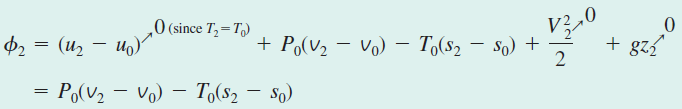 ϕ₂ = (u₂ − u₀)↗0 (since T₂ = T₀) + P₀(v₂ − v₀) − T₀(s₂ − s₀) + V₂²/2↗0 + gz₂↗0
= P₀(v₂ − v₀) − T₀(s₂ − s₀)